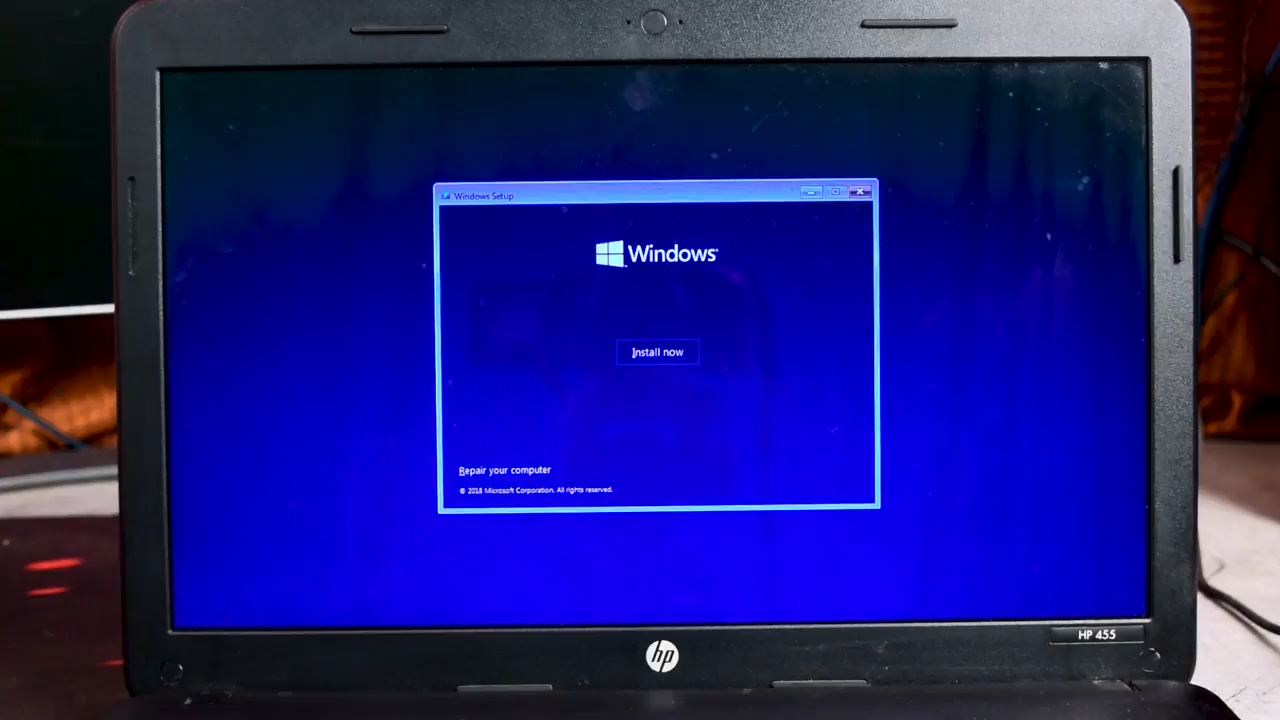 Windows Setup
Windows
Install now
Repair your computer
© 2018 Microsoft Corporation. All rights reserved.
HP 455
hp